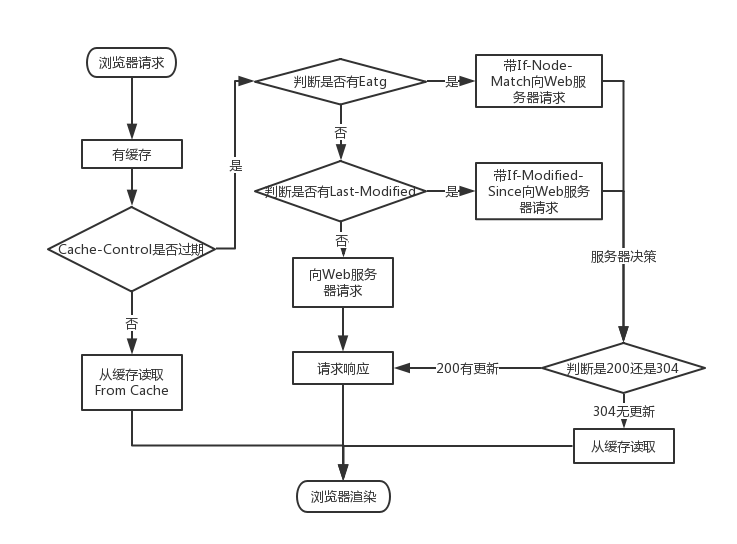 浏览器请求
有缓存
Cache-Control是否过期
否
从缓存读取
From Cache
是
判断是否有Eatg
是
带If-Node-
Match向Web服
务器请求
否
判断是否有Last-Modified
是
带If-Modified-
Since向Web服务
器请求
否
向Web服务
器请求
服务器决策
请求响应
200有更新
判断是200还是304
304无更新
从缓存读取
浏览器渲染